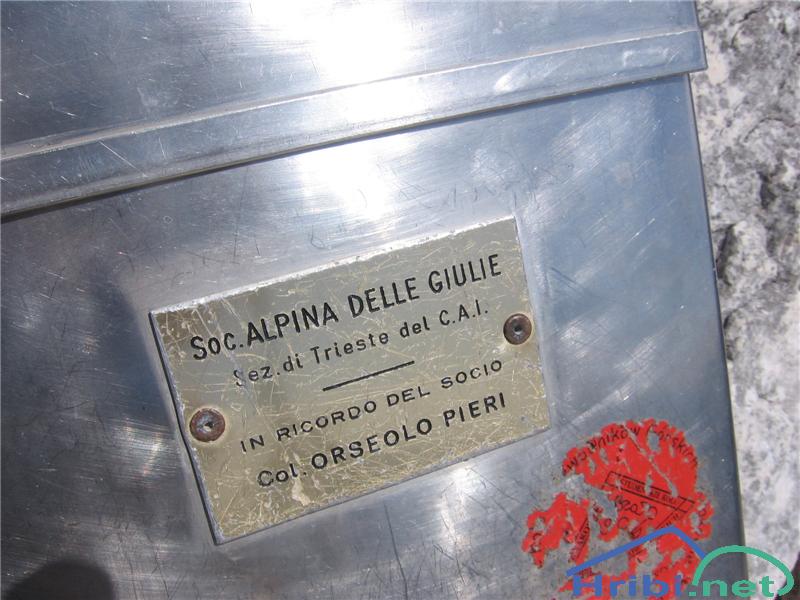 Soc. ALPINA DELLE GIULIE
Sez. di Trieste del C.A.I.
IN RICORDO DEL SOCIO
Col. ORSEOLO PIERI
Hribi.net